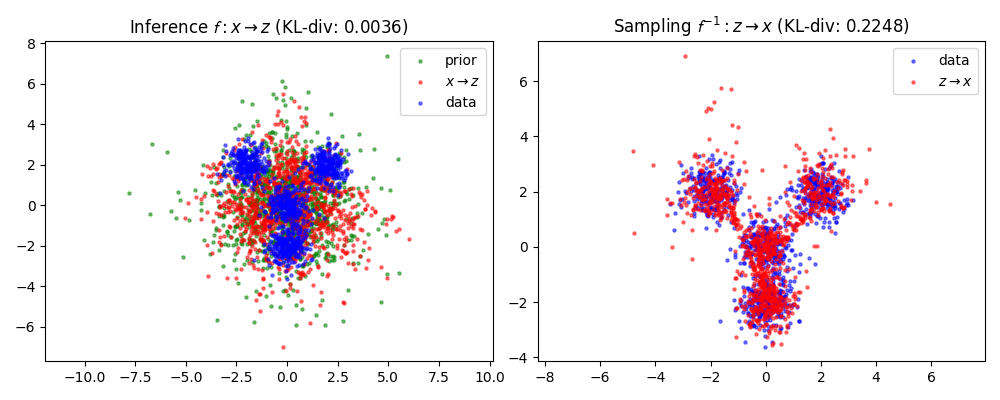 Inference f : x → z (KL-div: 0.0036)
8
6
4
2
0
−2
−4
−6
−10.0 −7.5 −5.0 −2.5 0.0 2.5 5.0 7.5 10.0
prior
x → z
data
Sampling f⁻¹ : z → x (KL-div: 0.2248)
6
4
2
0
−2
−4
−8 −6 −4 −2 0 2 4 6
data
z → x